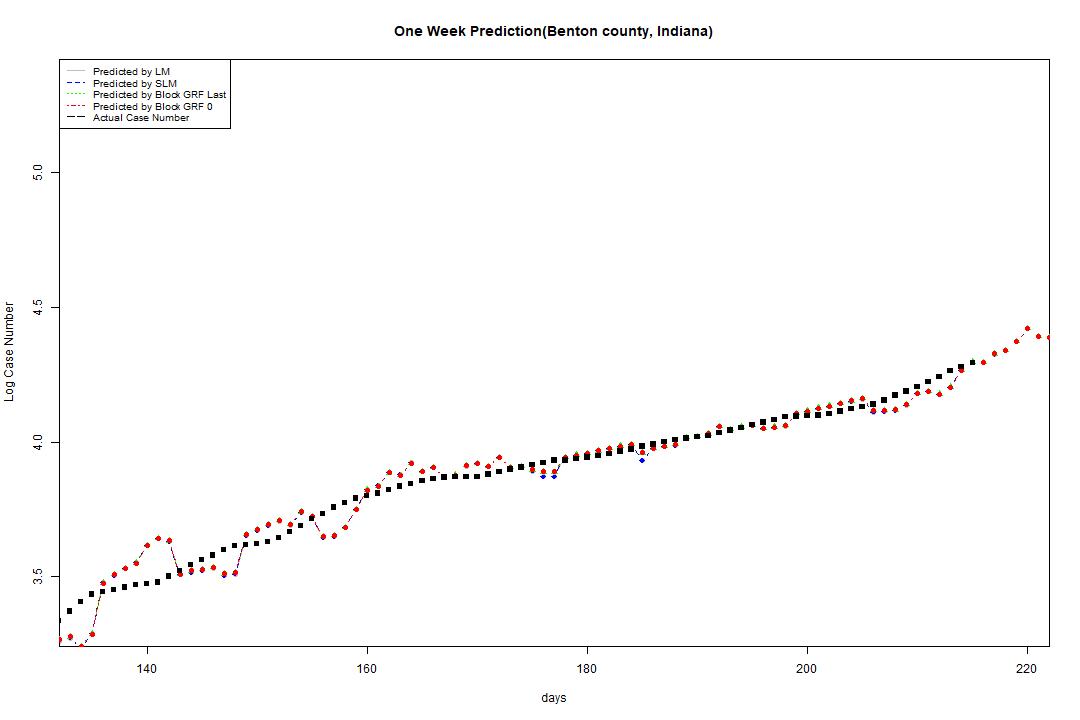 One Week Prediction(Benton county, Indiana)
Predicted by LM
Predicted by SLM
Predicted by Block GRF Last
Predicted by Block GRF 0
Actual Case Number
5.0
4.5
4.0
3.5
Log Case Number
140 160 180 200 220
days